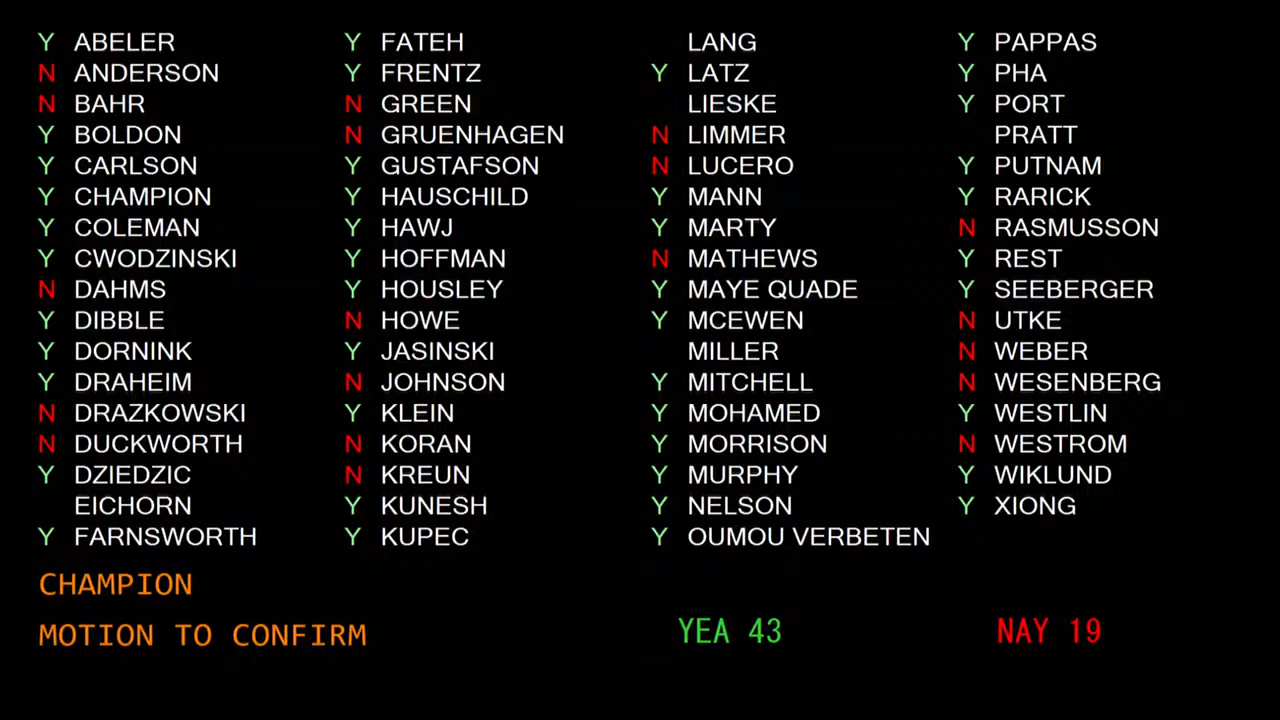 Y ABELER
N ANDERSON
N BAHR
Y BOLDON
Y CARLSON
Y CHAMPION
Y COLEMAN
Y CWODZINSKI
N DAHMS
Y DIBBLE
Y DORNINK
Y DRAHEIM
N DRAZKOWSKI
N DUCKWORTH
Y DZIEDZIC
EICHORN
Y FARNSWORTH
Y FATEH
Y FRENTZ
N GREEN
N GRUENHAGEN
Y GUSTAFSON
Y HAUSCHILD
Y HAWJ
Y HOFFMAN
Y HOUSLEY
N HOWE
Y JASINSKI
N JOHNSON
Y KLEIN
N KORAN
N KREUN
Y KUNESH
Y KUPEC
LANG
Y LATZ
LIESKE
N LIMMER
N LUCERO
Y MANN
Y MARTY
N MATHEWS
Y MAYE QUADE
Y MCEWEN
MILLER
Y MITCHELL
Y MOHAMED
Y MORRISON
Y MURPHY
Y NELSON
Y OUMOU VERBETEN
Y PAPPAS
Y PHA
Y PORT
PRATT
Y PUTNAM
Y RARICK
N RASMUSSON
Y REST
Y SEEBERGER
N UTKE
N WEBER
N WESENBERG
Y WESTLIN
N WESTROM
Y WIKLUND
Y XIONG
CHAMPION
MOTION TO CONFIRM
YEA 43
NAY 19